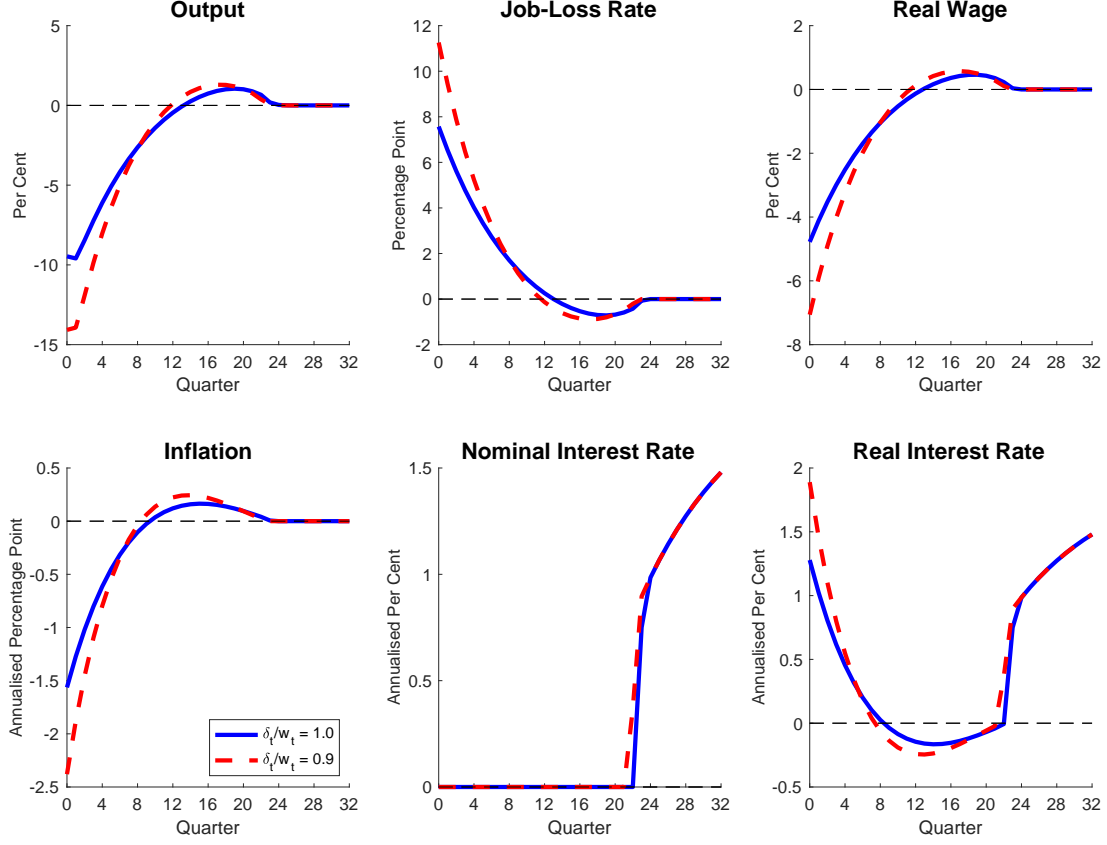 Output
Job-Loss Rate
Real Wage
Per Cent
5
0
-5
-10
-15
0 4 8 12 16 20 24 28 32
Quarter
Percentage Point
12
10
8
6
4
2
0
-2
0 4 8 12 16 20 24 28 32
Quarter
Per Cent
2
0
-2
-4
-6
-8
0 4 8 12 16 20 24 28 32
Quarter
Inflation
Nominal Interest Rate
Real Interest Rate
Annualised Percentage Point
0.5
0
-0.5
-1
-1.5
-2
-2.5
δt/wt = 1.0
δt/wt = 0.9
0 4 8 12 16 20 24 28 32
Quarter
Annualised Per Cent
1.5
1
0.5
0
0 4 8 12 16 20 24 28 32
Quarter
Annualised Per Cent
2
1.5
1
0.5
0
-0.5
0 4 8 12 16 20 24 28 32
Quarter